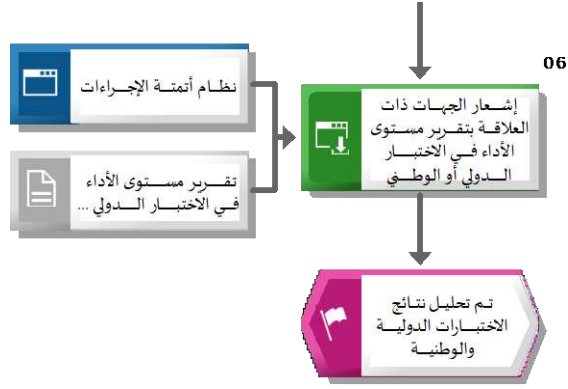 06
إشعار الجهات ذات
العلاقة بتقرير مستوى
الأداء في الاختبار
الدولي أو الوطني
نظام أتمتة الإجراءات
تقرير مستوى الأداء
في الاختبار الدولي ...
تم تحليل نتائج
الاختبارات الدولية
والوطنية